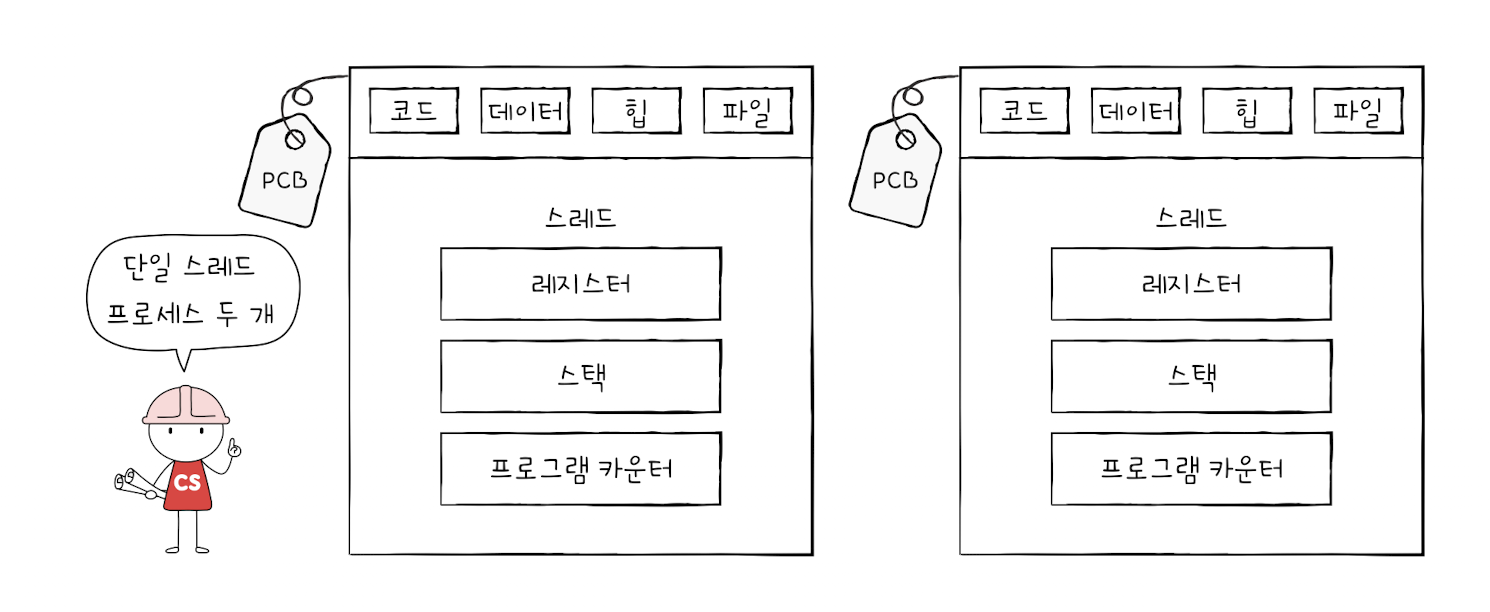 단일 스레드
프로세스 두 개
CS
PCB
코드 데이터 힙 파일
스레드
레지스터
스택
프로그램 카운터
PCB
코드 데이터 힙 파일
스레드
레지스터
스택
프로그램 카운터